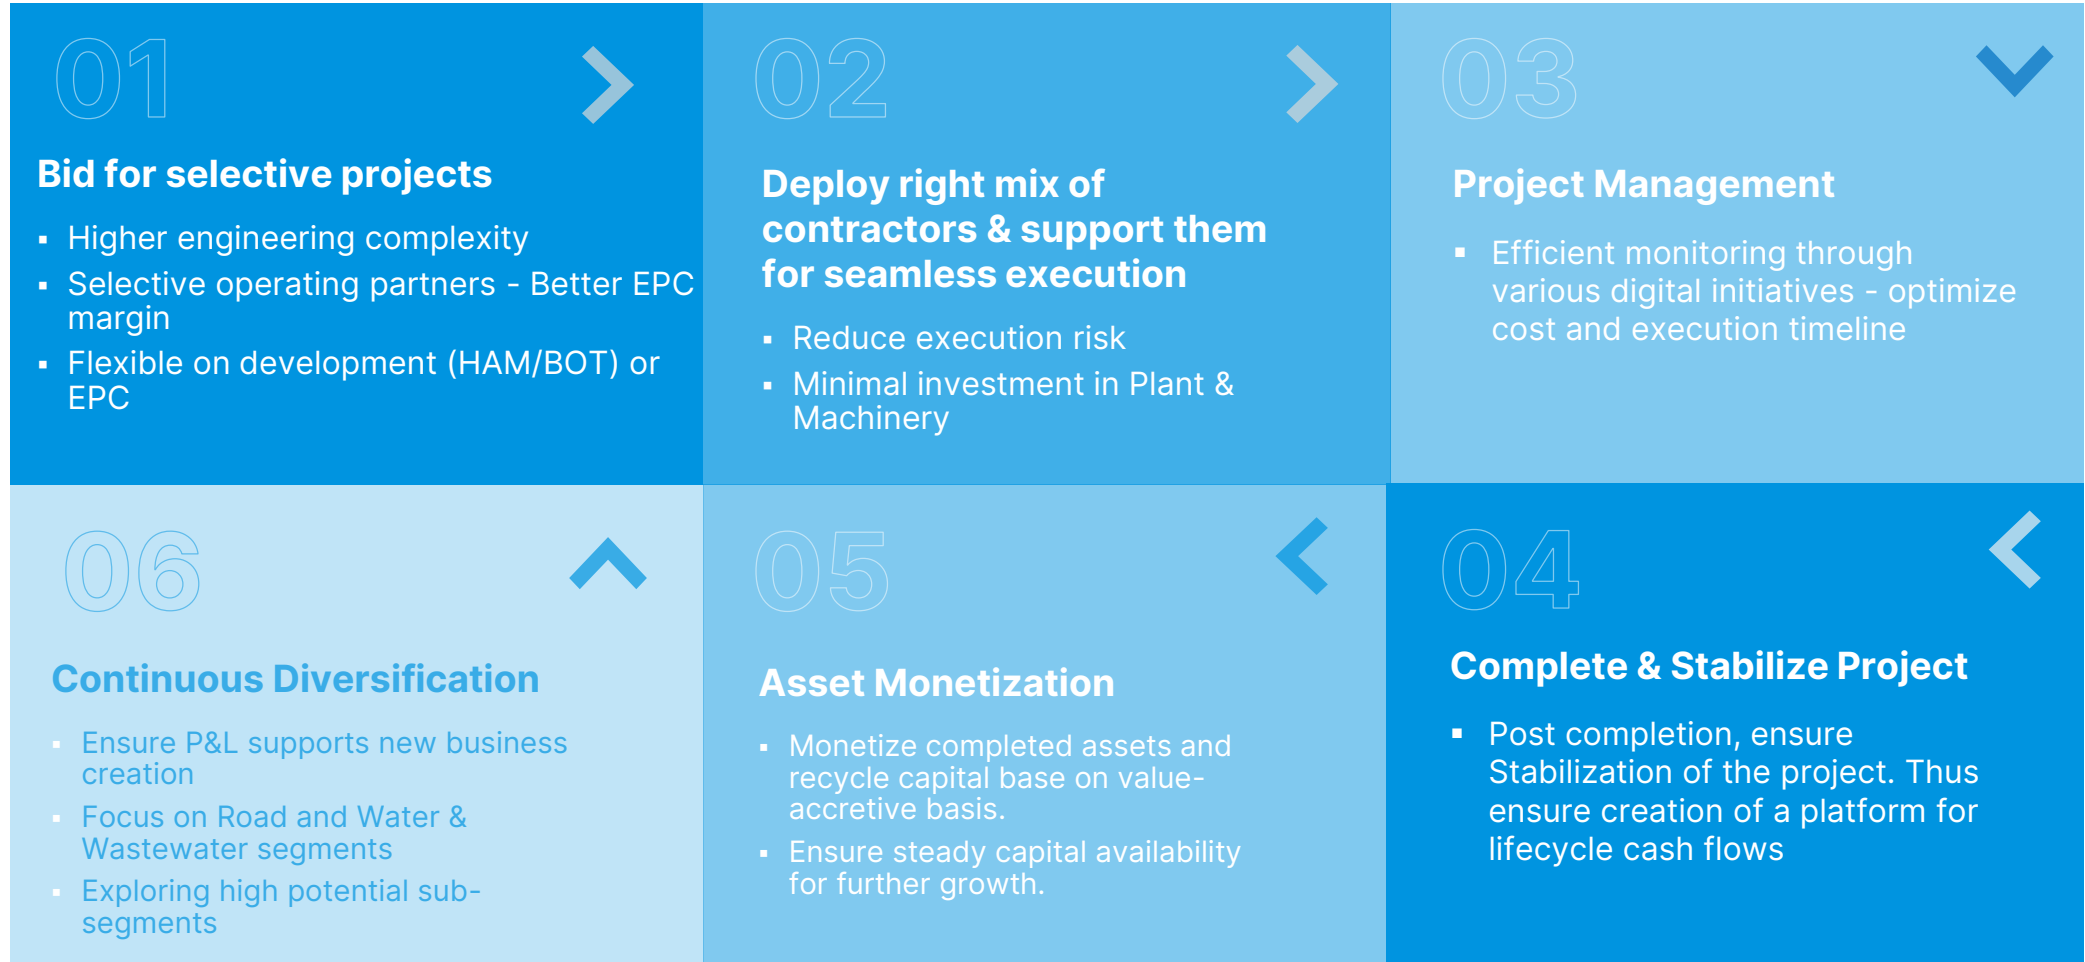 01
Bid for selective projects
▪ Higher engineering complexity
▪ Selective operating partners - Better EPC
margin
▪ Flexible on development (HAM/BOT) or
EPC
02
Deploy right mix of
contractors & support them
for seamless execution
▪ Reduce execution risk
▪ Minimal investment in Plant &
Machinery
03
Project Management
▪ Efficient monitoring through
various digital initiatives - optimize
cost and execution timeline
04
Complete & Stabilize Project
▪ Post completion, ensure
Stabilization of the project. Thus
ensure creation of a platform for
lifecycle cash flows
05
Asset Monetization
▪ Monetize completed assets and
recycle capital base on value-
accretive basis.
▪ Ensure steady capital availability
for further growth.
06
Continuous Diversification
▪ Ensure P&L supports new business
creation
▪ Focus on Road and Water &
Wastewater segments
▪ Exploring high potential sub-
segments